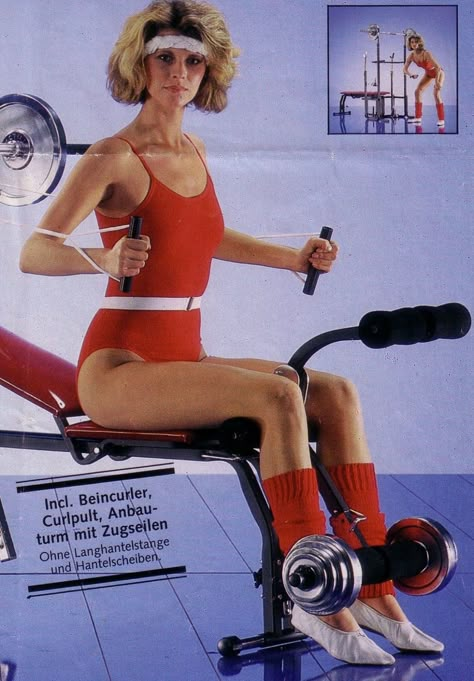 Incl. Beincurler,
Curlpult, Anbau-
turm mit Zugseilen
Ohne Langhantelstange
und Hantelscheiben.